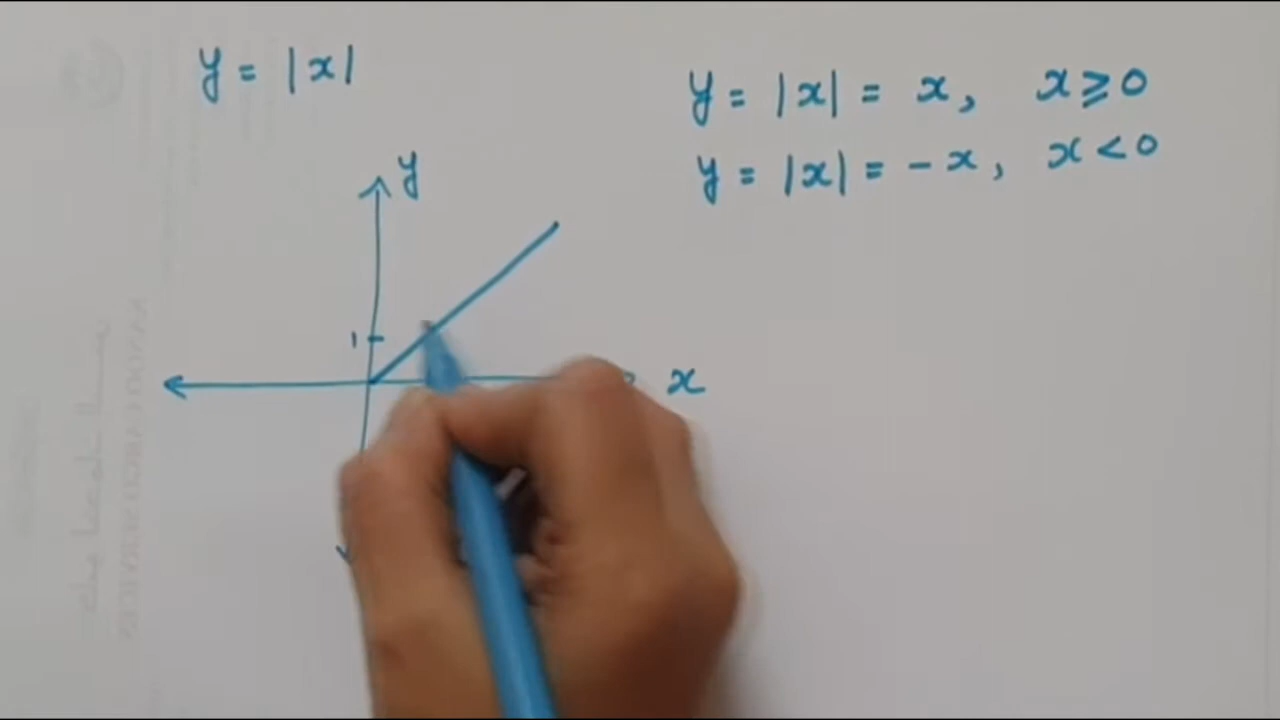 y = |x|
y = |x| = x, x ⩾ 0
y = |x| = -x, x < 0
y
1
x